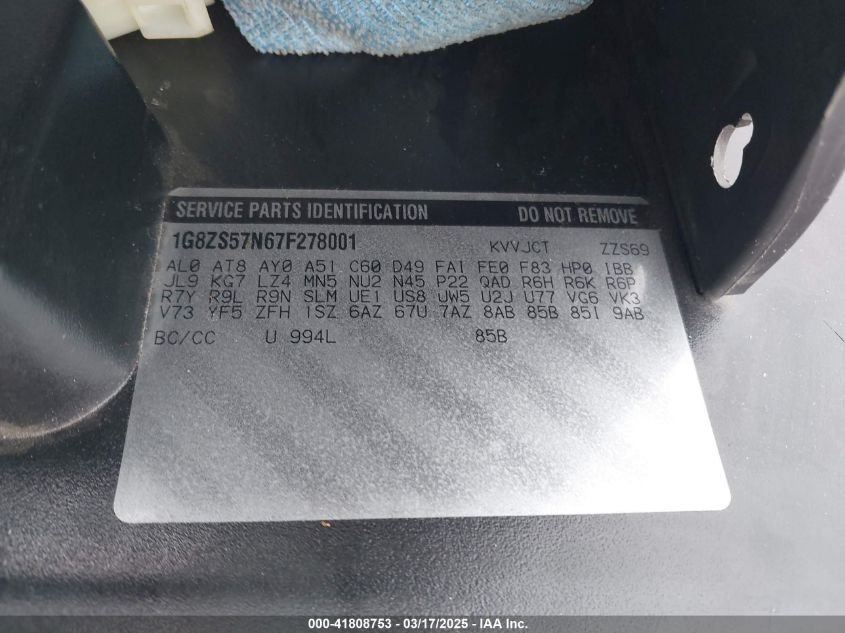 SERVICE PARTS IDENTIFICATION DO NOT REMOVE
1G8ZS57N67F278001 KVVJCT ZZS69
AL0 AT8 AY0 A51 C60 D49 FA1 FE0 F83 HP0 IBB
JL9 KG7 LZ4 MN5 NU2 N45 P22 QAD R6H R6K R6P
R7Y R9L R9N SLM UE1 US8 UW5 U2J U77 VG6 VK3
V73 YF5 ZFH 1SZ 6AZ 67U 7AZ 8AB 85B 851 9AB
BC/CC U 994L 85B
000-41808753 — 03/17/2025 — IAA Inc.